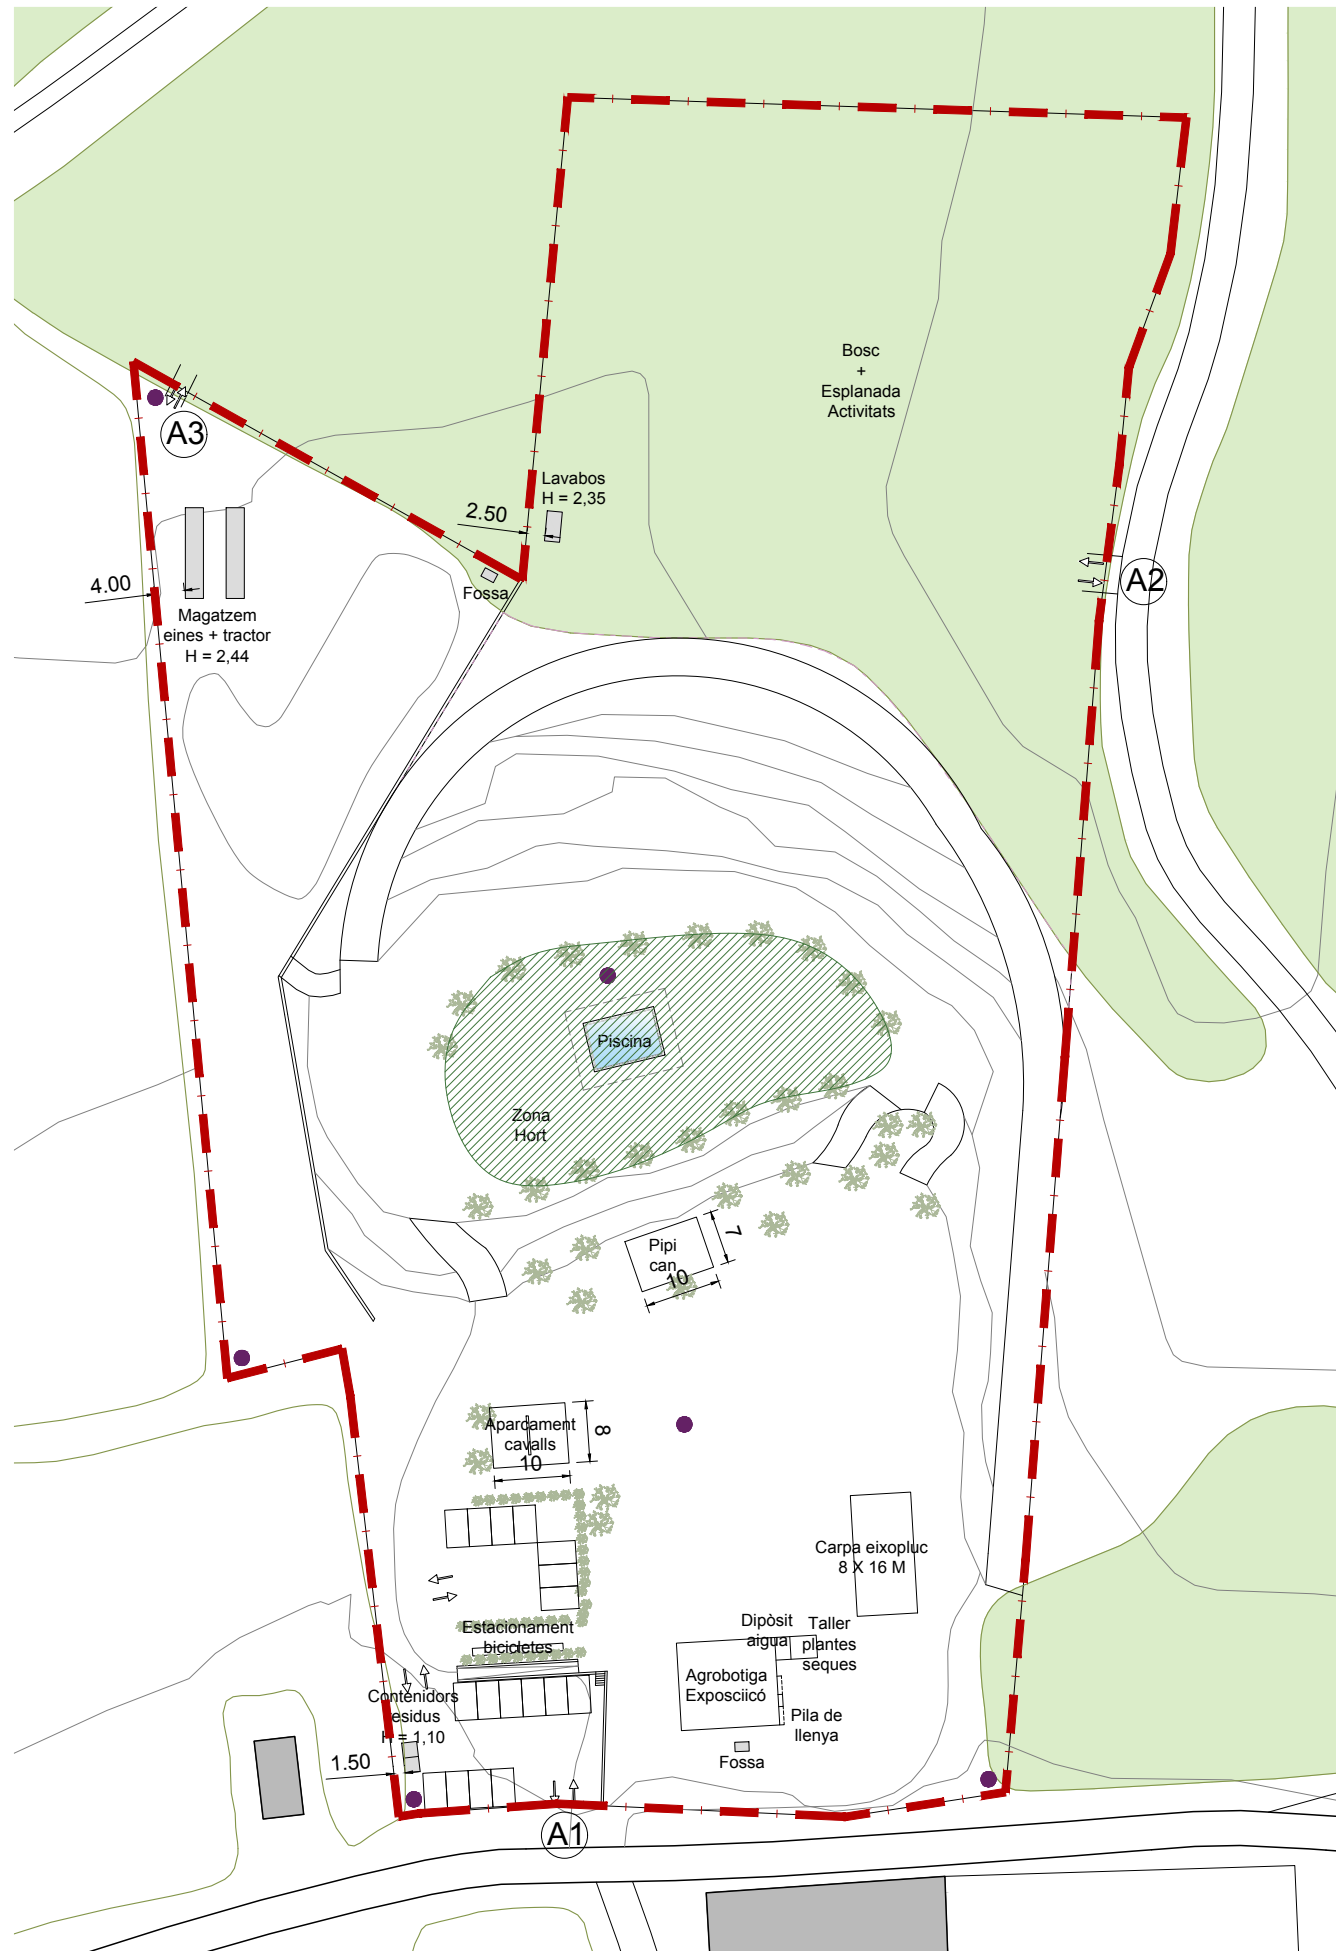 Bosc
+
Esplanada
Activitats
A3
Lavabos
H = 2,35
2.50
Fossa
4.00
A2
Magatzem
eines + tractor
H = 2,44
Piscina
Zona
Hort
Pipi
can
7
10
Aparcament
cavalls
8
10
Carpa eixopluc
8 X 16 M
Estacionament
bicicletes
Dipòsit
aigua
Taller
plantes
seques
Agrobotiga
Exposciicó
Pila de
llenya
Fossa
Contenidors
residus
H = 1,10
1.50
A1